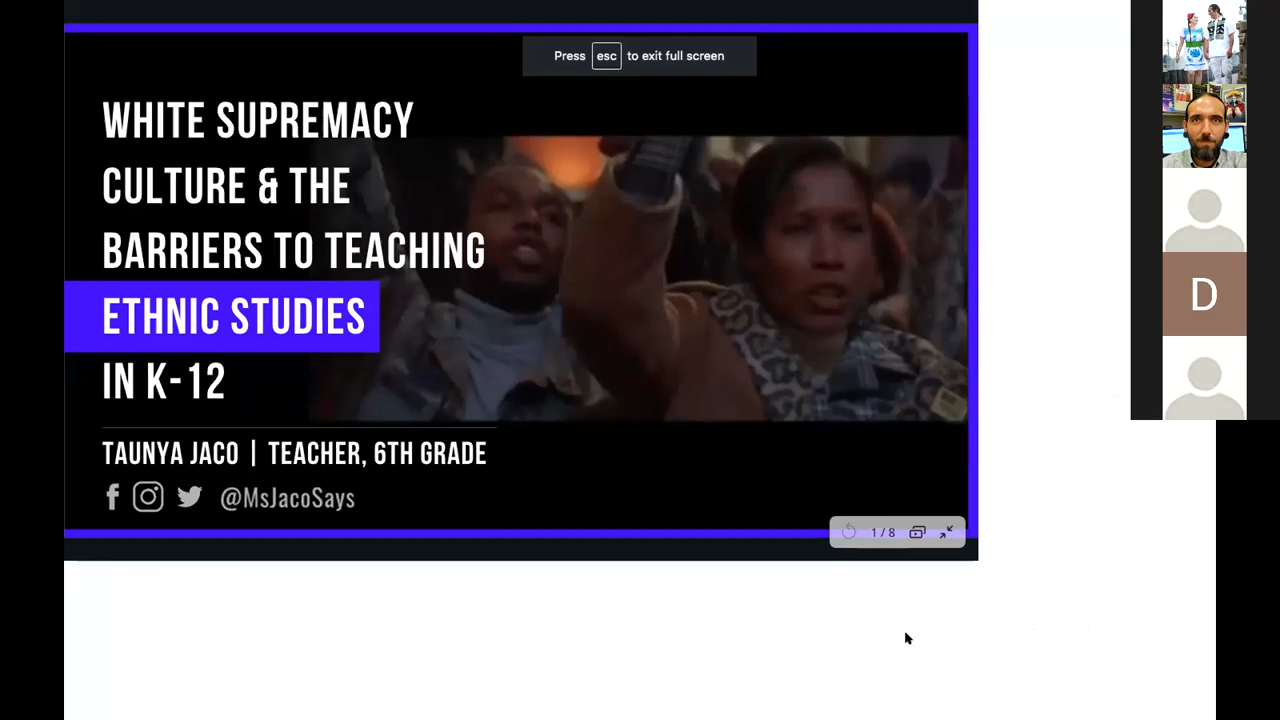 Press esc to exit full screen
WHITE SUPREMACY
CULTURE & THE
BARRIERS TO TEACHING
ETHNIC STUDIES
IN K-12
TAUNYA JACO | TEACHER, 6TH GRADE
@MsJacoSays
1 / 8
D